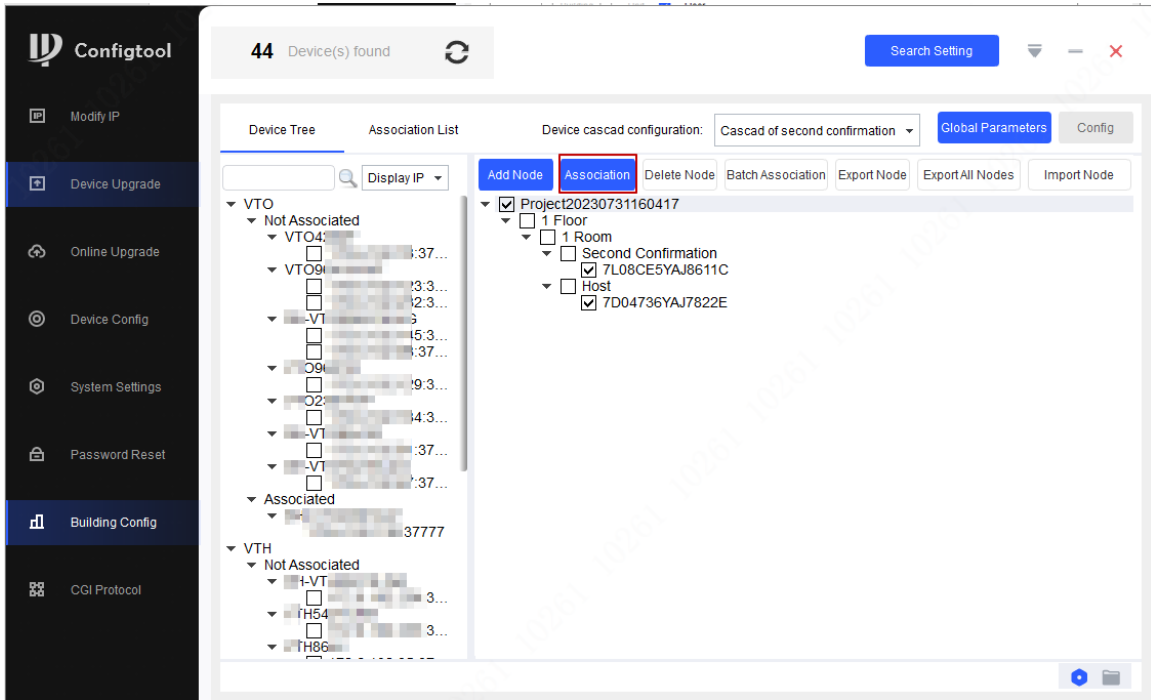 Configtool
44 Device(s) found
Search Setting
Modify IP
Device Upgrade
Online Upgrade
Device Config
System Settings
Password Reset
Building Config
CGI Protocol
Device Tree
Association List
Device cascad configuration:
Cascad of second confirmation
Global Parameters
Config
Display IP
Add Node
Association
Delete Node
Batch Association
Export Node
Export All Nodes
Import Node
VTO
Not Associated
Associated
37777
VTH
Not Associated
Project20230731160417
1 Floor
1 Room
Second Confirmation
7L08CE5YAJ8611C
Host
7D04736YAJ7822E
10261